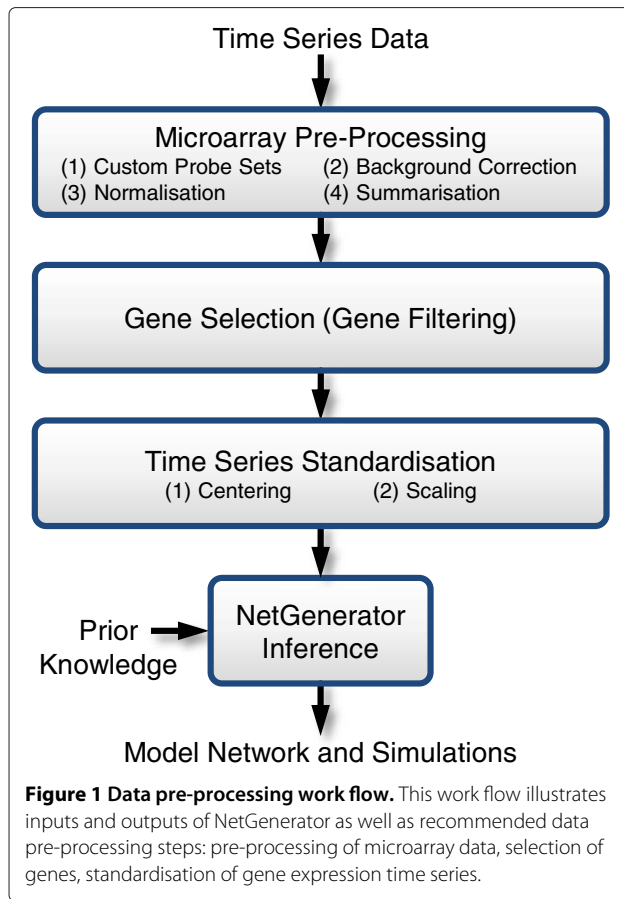 Time Series Data
Microarray Pre-Processing
(1) Custom Probe Sets (2) Background Correction
(3) Normalisation (4) Summarisation
Gene Selection (Gene Filtering)
Time Series Standardisation
(1) Centering (2) Scaling
Prior
Knowledge
NetGenerator
Inference
Model Network and Simulations
Figure 1 Data pre-processing work flow. This work flow illustrates
inputs and outputs of NetGenerator as well as recommended data
pre-processing steps: pre-processing of microarray data, selection of
genes, standardisation of gene expression time series.